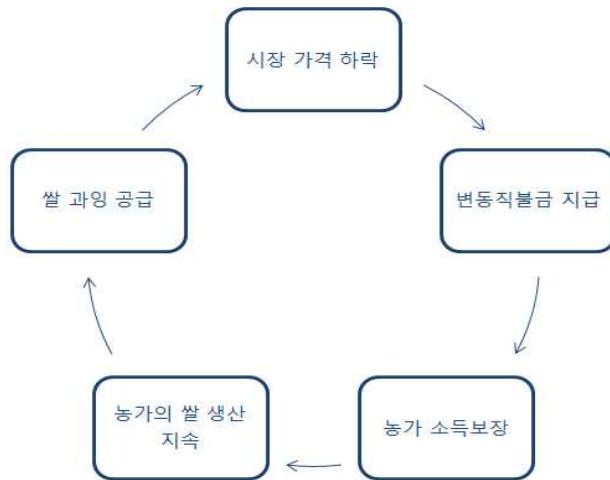 시장 가격 하락
쌀 과잉 공급
변동직불금 지급
농가의 쌀 생산
지속
농가 소득보장